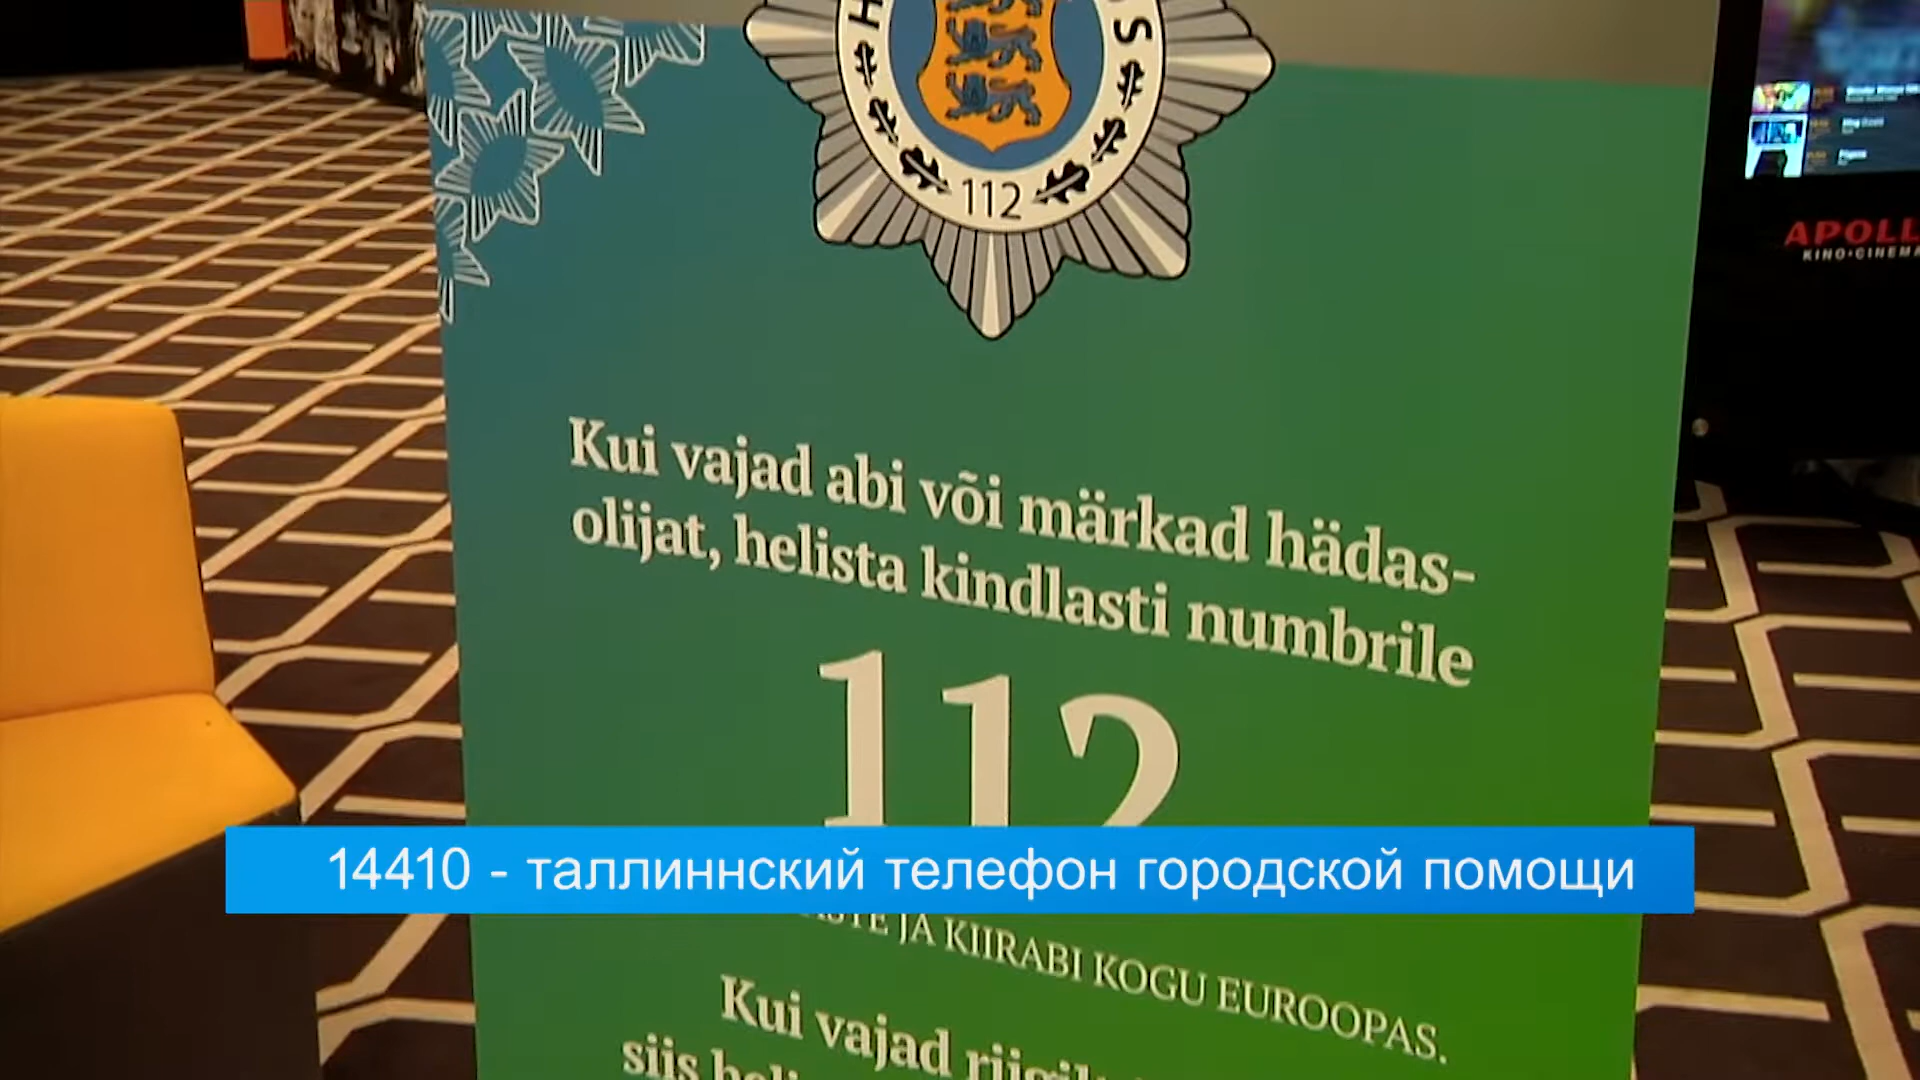 112
APOLL
KINO•CINEMA
Kui vajad abi või märkad hädas-
olijat, helista kindlasti numbrile
112
14410 - таллиннский телефон городской помощи
JA KIIRABI KOGU EUROOPAS.
Kui vajad
siis